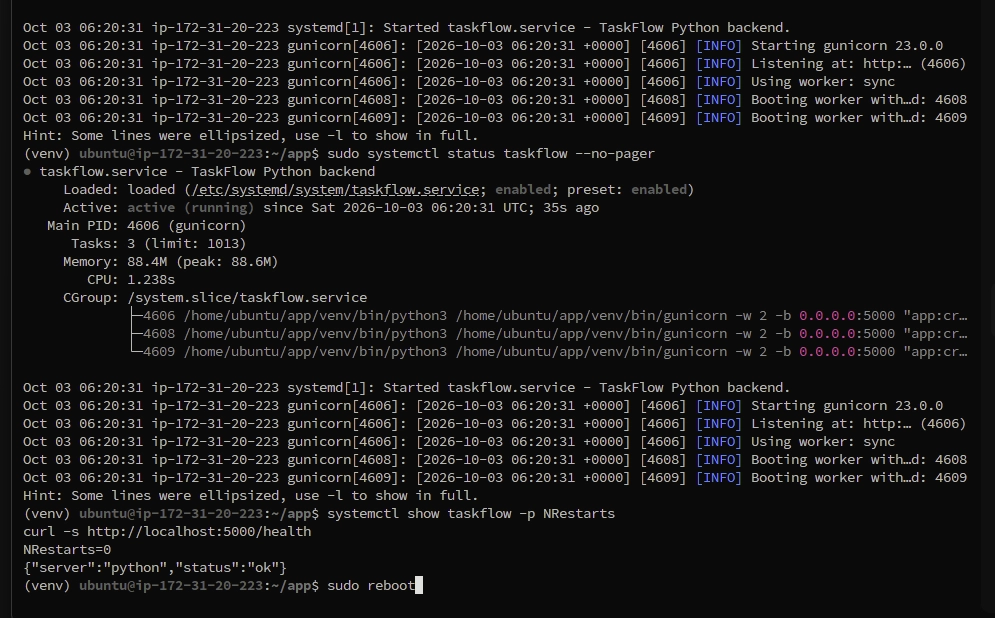 Oct 03 06:20:31 ip-172-31-20-223 systemd[1]: Started taskflow.service - TaskFlow Python backend.
Oct 03 06:20:31 ip-172-31-20-223 gunicorn[4606]: [2026-10-03 06:20:31 +0000] [4606] [INFO] Starting gunicorn 23.0.0
Oct 03 06:20:31 ip-172-31-20-223 gunicorn[4606]: [2026-10-03 06:20:31 +0000] [4606] [INFO] Listening at: http:… (4606)
Oct 03 06:20:31 ip-172-31-20-223 gunicorn[4606]: [2026-10-03 06:20:31 +0000] [4606] [INFO] Using worker: sync
Oct 03 06:20:31 ip-172-31-20-223 gunicorn[4608]: [2026-10-03 06:20:31 +0000] [4608] [INFO] Booting worker with…d: 4608
Oct 03 06:20:31 ip-172-31-20-223 gunicorn[4609]: [2026-10-03 06:20:31 +0000] [4609] [INFO] Booting worker with…d: 4609
Hint: Some lines were ellipsized, use -l to show in full.
(venv) ubuntu@ip-172-31-20-223:~/app$ sudo systemctl status taskflow --no-pager
● taskflow.service - TaskFlow Python backend
     Loaded: loaded (/etc/systemd/system/taskflow.service; enabled; preset: enabled)
     Active: active (running) since Sat 2026-10-03 06:20:31 UTC; 35s ago
   Main PID: 4606 (gunicorn)
      Tasks: 3 (limit: 1013)
     Memory: 88.4M (peak: 88.6M)
        CPU: 1.238s
     CGroup: /system.slice/taskflow.service
             ├─4606 /home/ubuntu/app/venv/bin/python3 /home/ubuntu/app/venv/bin/gunicorn -w 2 -b 0.0.0.0:5000 "app:cr…
             ├─4608 /home/ubuntu/app/venv/bin/python3 /home/ubuntu/app/venv/bin/gunicorn -w 2 -b 0.0.0.0:5000 "app:cr…
             └─4609 /home/ubuntu/app/venv/bin/python3 /home/ubuntu/app/venv/bin/gunicorn -w 2 -b 0.0.0.0:5000 "app:cr…
Oct 03 06:20:31 ip-172-31-20-223 systemd[1]: Started taskflow.service - TaskFlow Python backend.
Oct 03 06:20:31 ip-172-31-20-223 gunicorn[4606]: [2026-10-03 06:20:31 +0000] [4606] [INFO] Starting gunicorn 23.0.0
Oct 03 06:20:31 ip-172-31-20-223 gunicorn[4606]: [2026-10-03 06:20:31 +0000] [4606] [INFO] Listening at: http:… (4606)
Oct 03 06:20:31 ip-172-31-20-223 gunicorn[4606]: [2026-10-03 06:20:31 +0000] [4606] [INFO] Using worker: sync
Oct 03 06:20:31 ip-172-31-20-223 gunicorn[4608]: [2026-10-03 06:20:31 +0000] [4608] [INFO] Booting worker with…d: 4608
Oct 03 06:20:31 ip-172-31-20-223 gunicorn[4609]: [2026-10-03 06:20:31 +0000] [4609] [INFO] Booting worker with…d: 4609
Hint: Some lines were ellipsized, use -l to show in full.
(venv) ubuntu@ip-172-31-20-223:~/app$ systemctl show taskflow -p NRestarts
curl -s http://localhost:5000/health
NRestarts=0
{"server":"python","status":"ok"}
(venv) ubuntu@ip-172-31-20-223:~/app$ sudo reboot